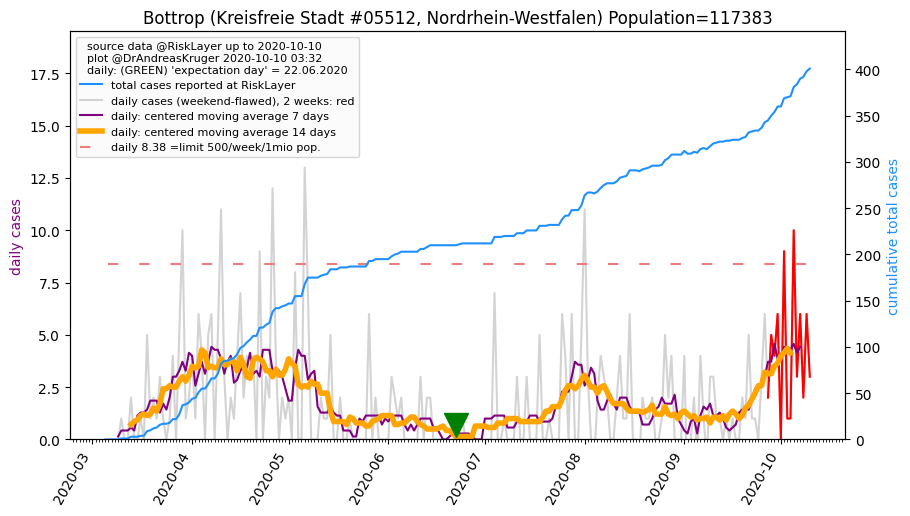 Bottrop (Kreisfreie Stadt #05512, Nordrhein-Westfalen) Population=117383
source data @RiskLayer up to 2020-10-10
plot @DrAndreasKruger 2020-10-10 03:32
daily: (GREEN) 'expectation day' = 22.06.2020
total cases reported at RiskLayer
daily cases (weekend-flawed), 2 weeks: red
daily: centered moving average 7 days
daily: centered moving average 14 days
daily 8.38 =limit 500/week/1mio pop.
daily cases
17.5
15.0
12.5
10.0
7.5
5.0
2.5
0.0
cumulative total cases
400
350
300
250
200
150
100
50
0
2020-03
2020-04
2020-05
2020-06
2020-07
2020-08
2020-09
2020-10